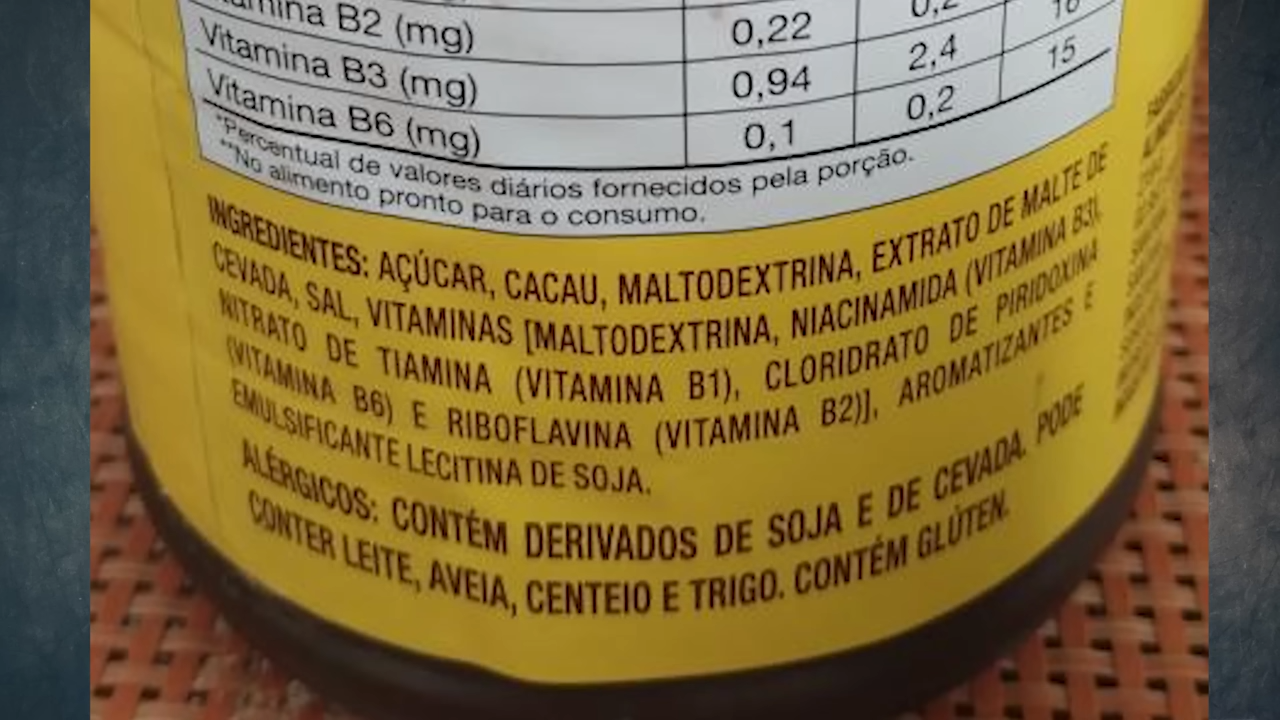 Vitamina B2 (mg) 0,22 0,2
Vitamina B3 (mg) 0,94 2,4 16
Vitamina B6 (mg) 0,1 0,2 15
*Percentual de valores diários fornecidos pela porção.
**No alimento pronto para o consumo.
INGREDIENTES: AÇÚCAR, CACAU, MALTODEXTRINA, EXTRATO DE MALTE DE
CEVADA, SAL, VITAMINAS [MALTODEXTRINA, NIACINAMIDA (VITAMINA B3),
NITRATO DE TIAMINA (VITAMINA B1), CLORIDRATO DE PIRIDOXINA
(VITAMINA B6) E RIBOFLAVINA (VITAMINA B2)], AROMATIZANTES E
EMULSIFICANTE LECITINA DE SOJA.
ALÉRGICOS: CONTÉM DERIVADOS DE SOJA E DE CEVADA. PODE
CONTER LEITE, AVEIA, CENTEIO E TRIGO. CONTÉM GLÚTEN.